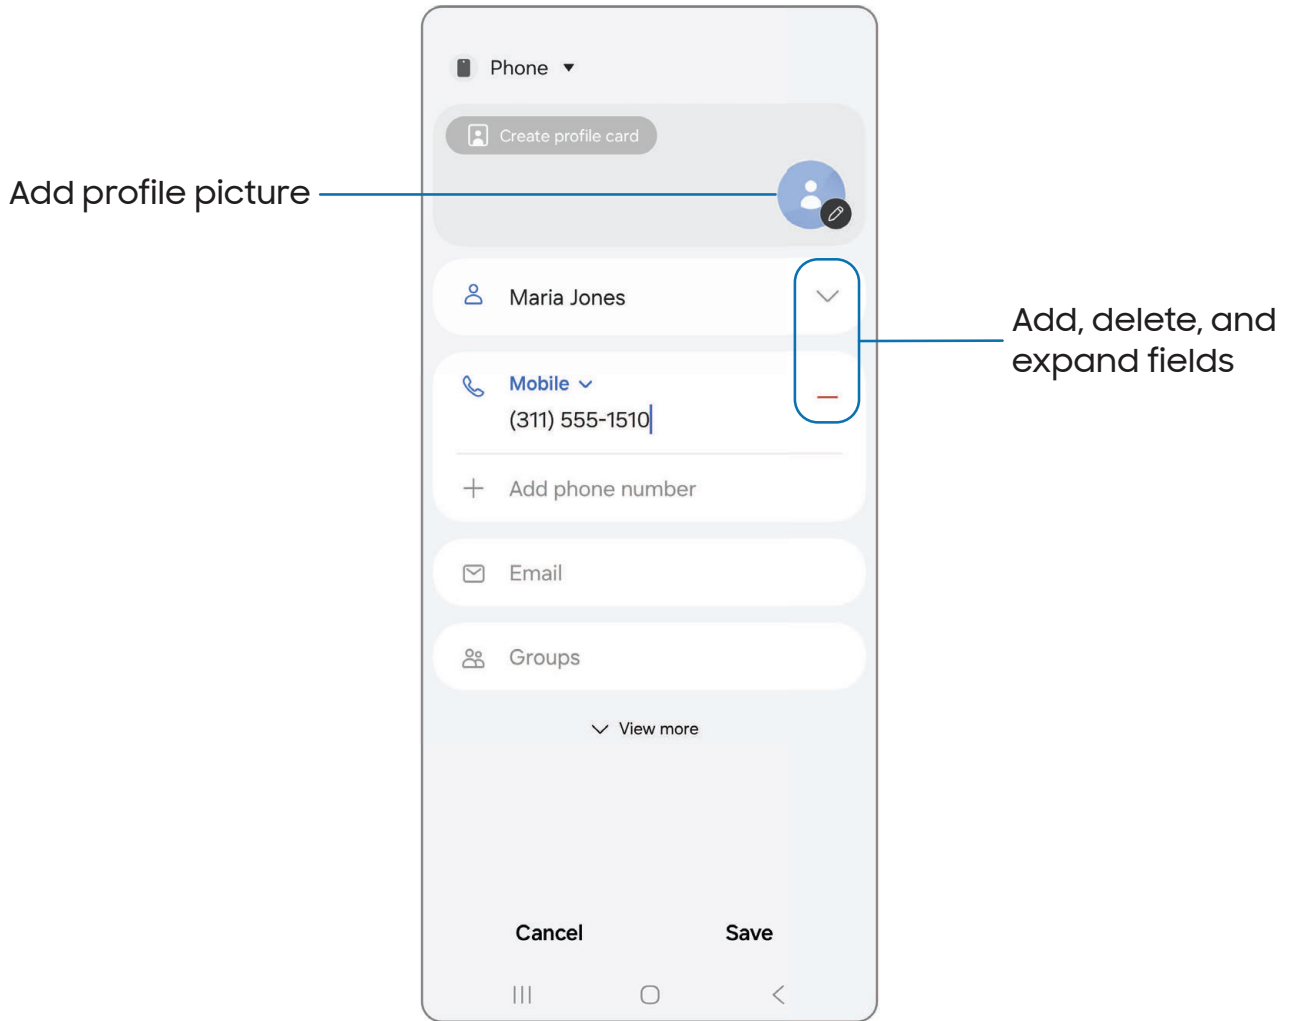 Phone
Create profile card
Add profile picture
Maria Jones
Add, delete, and
expand fields
Mobile
(311) 555-1510
Add phone number
Email
Groups
View more
Cancel
Save